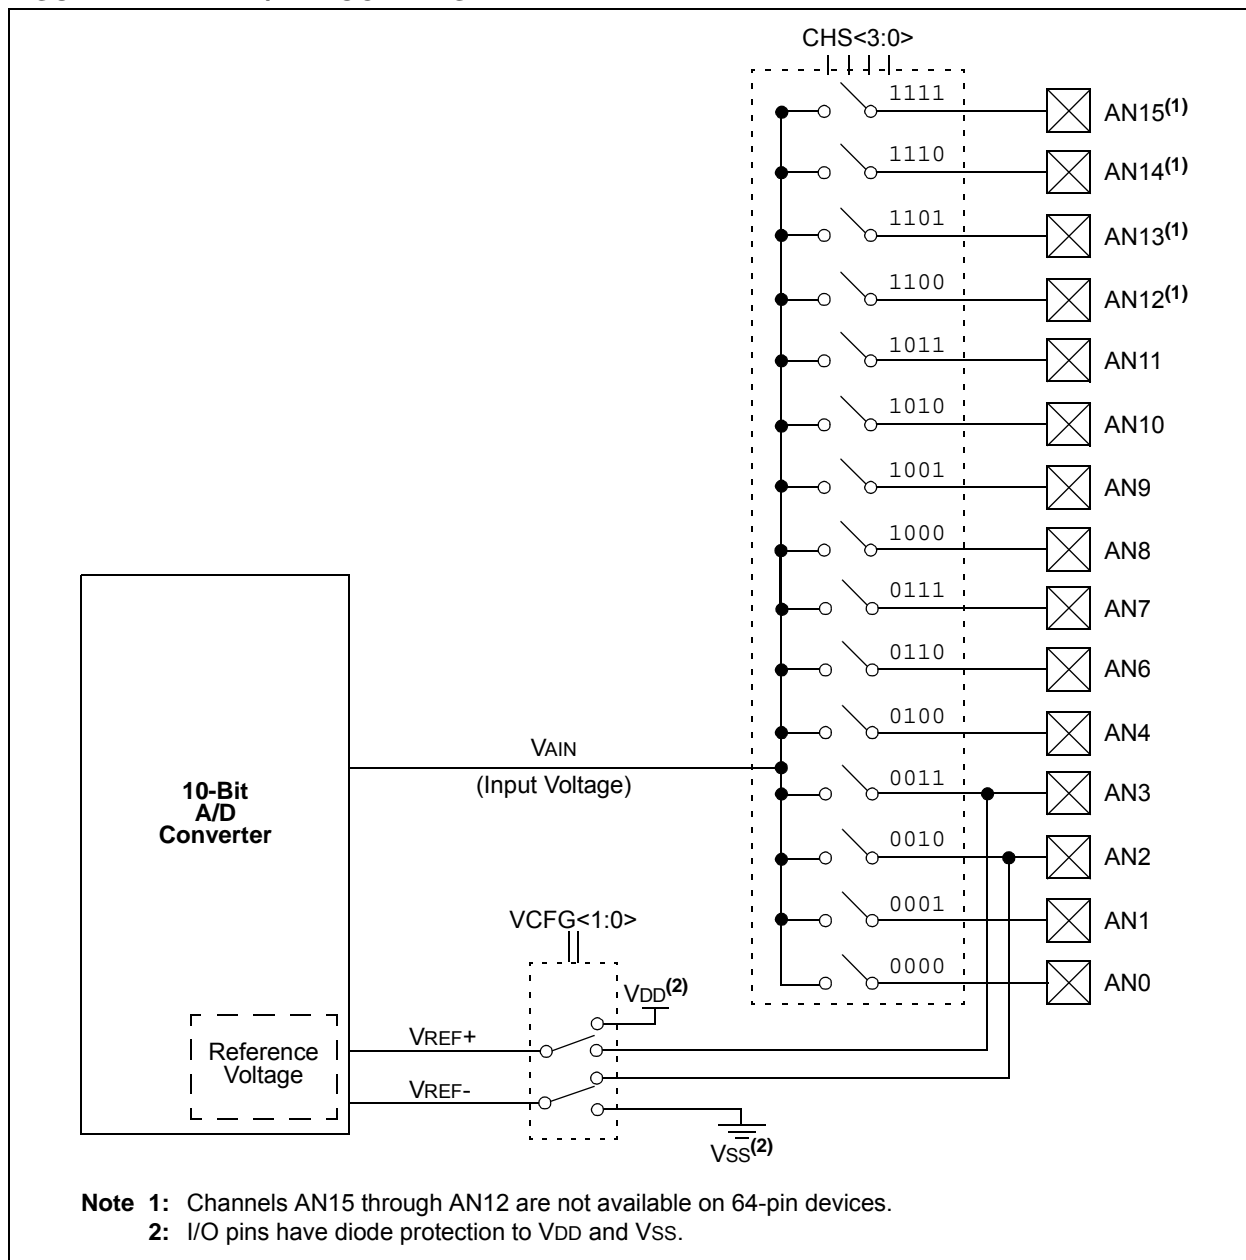 CHS<3:0>
1111
AN15(1)
1110
AN14(1)
1101
AN13(1)
1100
AN12(1)
1011
AN11
1010
AN10
1001
AN9
1000
AN8
0111
AN7
0110
AN6
0100
AN4
VAIN
(Input Voltage)
0011
AN3
10-Bit
A/D
Converter
0010
AN2
0001
AN1
VCFG<1:0>
0000
AN0
VDD(2)
VREF+
Reference
Voltage
VREF-
VSS(2)
Note 1: Channels AN15 through AN12 are not available on 64-pin devices.
2: I/O pins have diode protection to VDD and VSS.